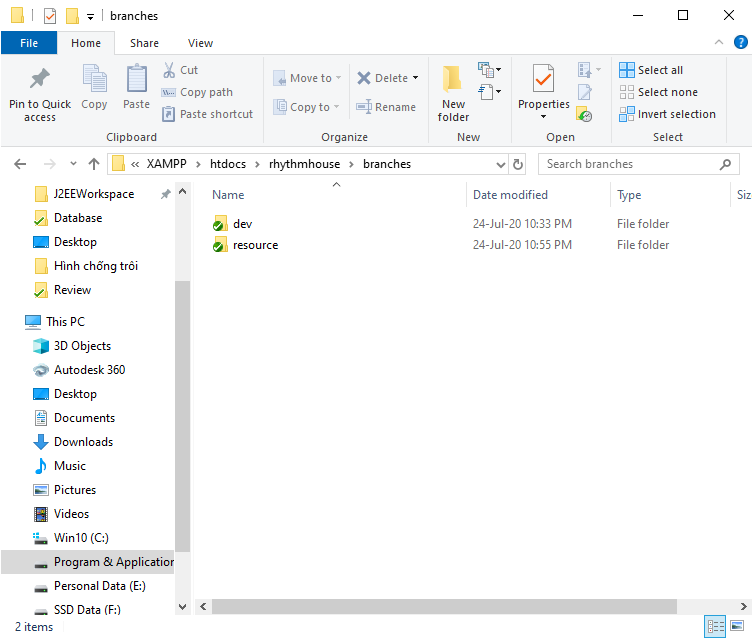 branches
File Home Share View
Pin to Quick access
Copy
Paste
Cut
Copy path
Paste shortcut
Clipboard
Move to
Copy to
Delete
Rename
Organize
New folder
New
Properties
Open
Select all
Select none
Invert selection
Select
« XAMPP › htdocs › rhythmhouse › branches
Search branches
J2EEWorkspace
Database
Desktop
Hình chống trôi
Review
This PC
3D Objects
Autodesk 360
Desktop
Documents
Downloads
Music
Pictures
Videos
Win10 (C:)
Program & Application
Personal Data (E:)
SSD Data (F:)
Name Date modified Type Siz
dev 24-Jul-20 10:33 PM File folder
resource 24-Jul-20 10:55 PM File folder
2 items